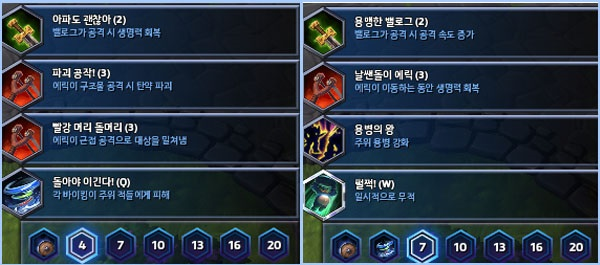 아파도 괜찮아 (2)
밸로그가 공격 시 생명력 회복
파괴 공작! (3)
에릭이 구조물 공격 시 탄약 파괴
빨강 머리 돌머리 (3)
에릭이 근접 공격으로 대상을 밀쳐냄
돌아야 이긴다! (Q)
각 바이킹이 주위 적들에게 피해
4 7 10 13 16 20
용맹한 밸로그 (2)
밸로그가 공격 시 공격 속도 증가
날쌘돌이 에릭 (3)
에릭이 이동하는 동안 생명력 회복
용병의 왕
주위 용병 강화
펄쩍! (W)
일시적으로 무적
7 10 13 16 20